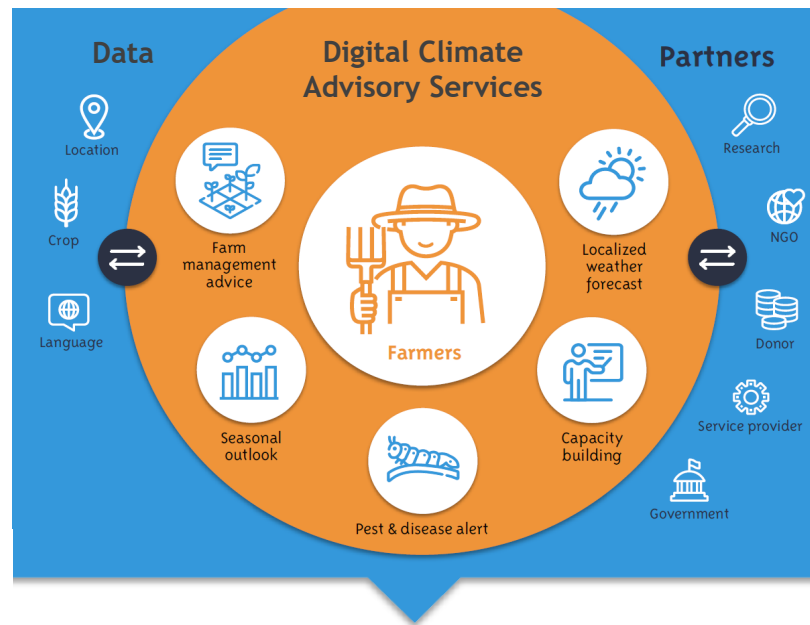 Data
Digital Climate
Advisory Services
Partners
Location
Crop
Language
Farm
management
advice
Seasonal
outlook
Farmers
Pest & disease alert
Localized
weather
forecast
Capacity
building
Research
NGO
Donor
Service provider
Government